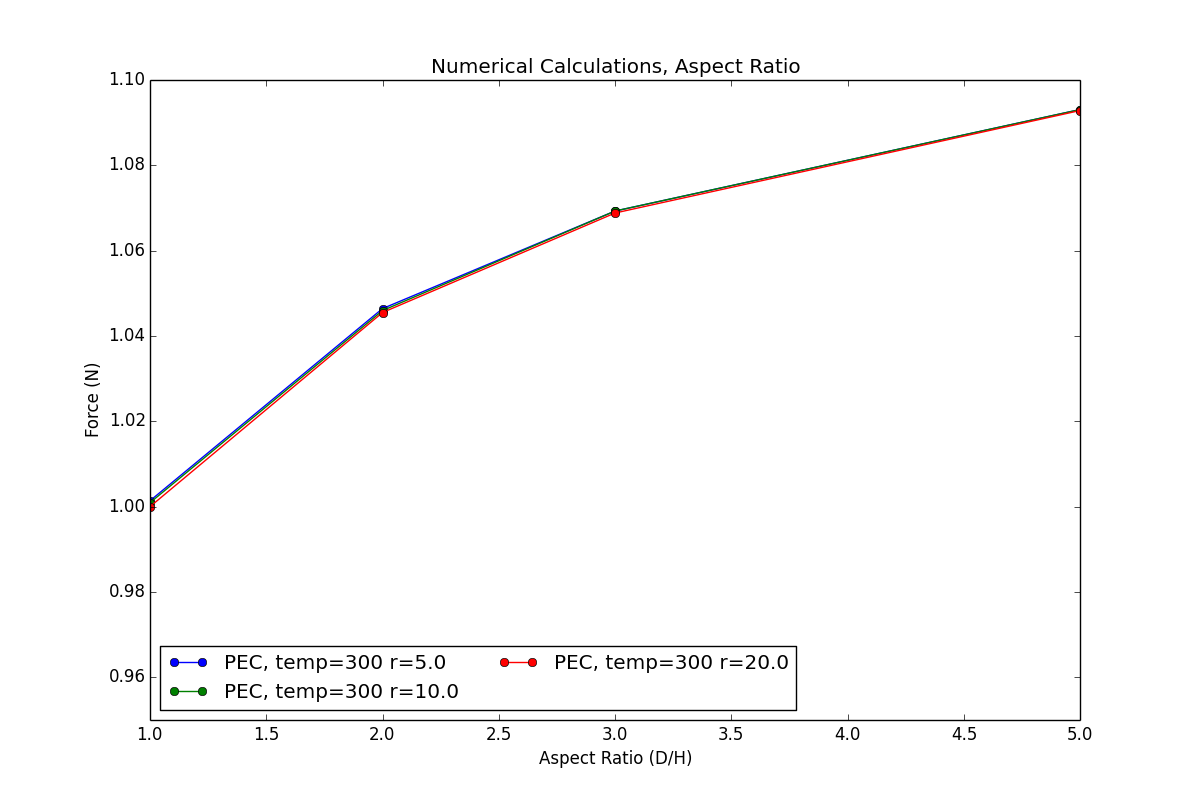 Numerical Calculations, Aspect Ratio
1.10
1.08
1.06
1.04
1.02
1.00
0.98
0.96
Force (N)
PEC, temp=300 r=5.0
PEC, temp=300 r=10.0
PEC, temp=300 r=20.0
1.0 1.5 2.0 2.5 3.0 3.5 4.0 4.5 5.0
Aspect Ratio (D/H)